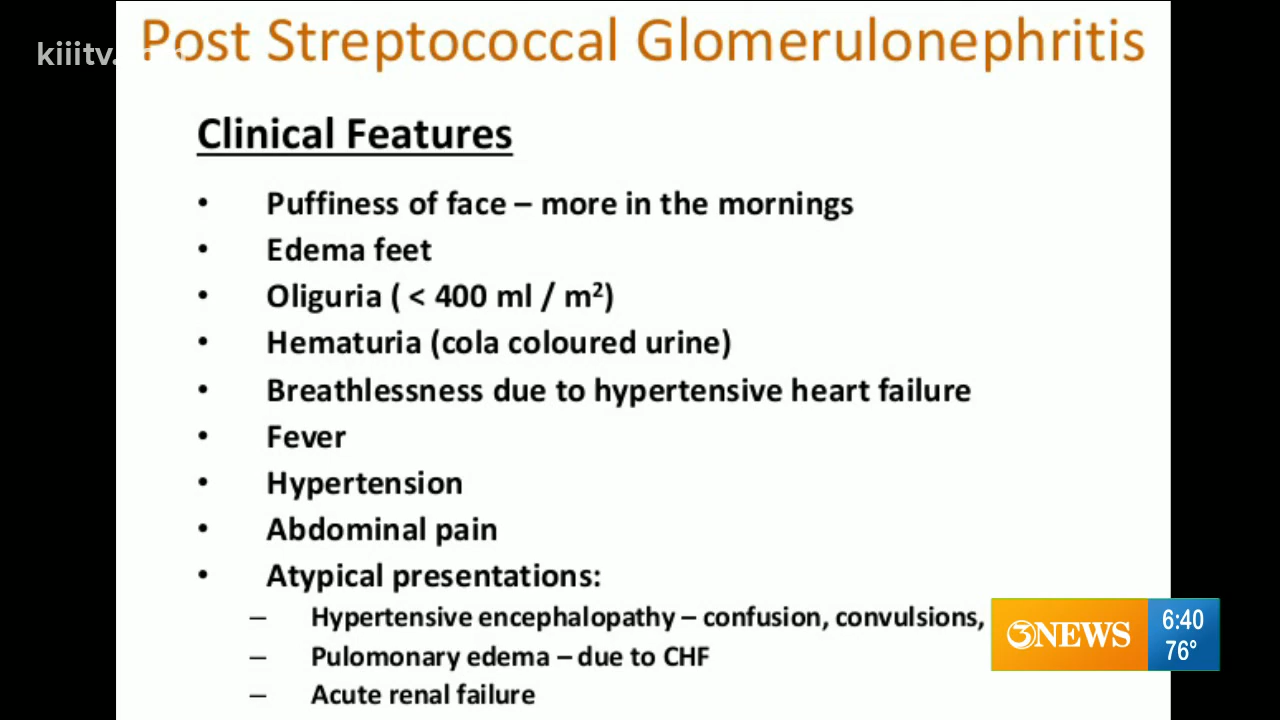 Post Streptococcal Glomerulonephritis
kiiitv.com
Clinical Features
• Puffiness of face – more in the mornings
• Edema feet
• Oliguria ( < 400 ml / m²)
• Hematuria (cola coloured urine)
• Breathlessness due to hypertensive heart failure
• Fever
• Hypertension
• Abdominal pain
• Atypical presentations:
– Hypertensive encephalopathy – confusion, convulsions,
– Pulomonary edema – due to CHF
– Acute renal failure
3NEWS
6:40
76°